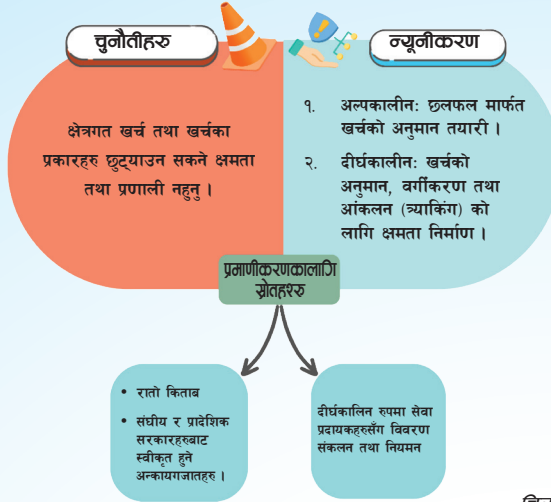 चुनौतीहरु
न्यूनीकरण
क्षेत्रगत खर्च तथा खर्चका
प्रकारहरु छुट्याउन सक्ने क्षमता
तथा प्रणाली नहुनु ।
१. अल्पकालीन: छलफल मार्फत
खर्चको अनुमान तयारी ।
२. दीर्घकालीन: खर्चको
अनुमान, वर्गीकरण तथा
आंकलन (त्र्याकिंग) को
लागि क्षमता निर्माण ।
प्रमाणीकरणकालागि
स्रोतहश्रु
• रातो किताब
• संघीय र प्रादेशिक
सरकारहरुबाट
स्वीकृत हुने
अन्कायगजातहरु ।
दीर्घकालिन रुपमा सेवा
प्रदायकहरुसँग विवरण
संकलन तथा नियमन